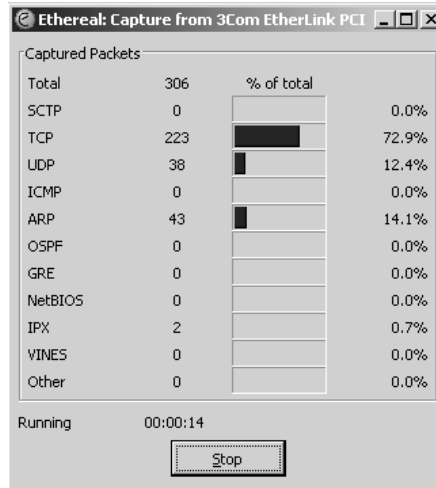 Ethereal: Capture from 3Com EtherLink PCI
Captured Packets
Total 306 % of total
SCTP 0 0.0%
TCP 223 72.9%
UDP 38 12.4%
ICMP 0 0.0%
ARP 43 14.1%
OSPF 0 0.0%
GRE 0 0.0%
NetBIOS 0 0.0%
IPX 2 0.7%
VINES 0 0.0%
Other 0 0.0%
Running 00:00:14
Stop